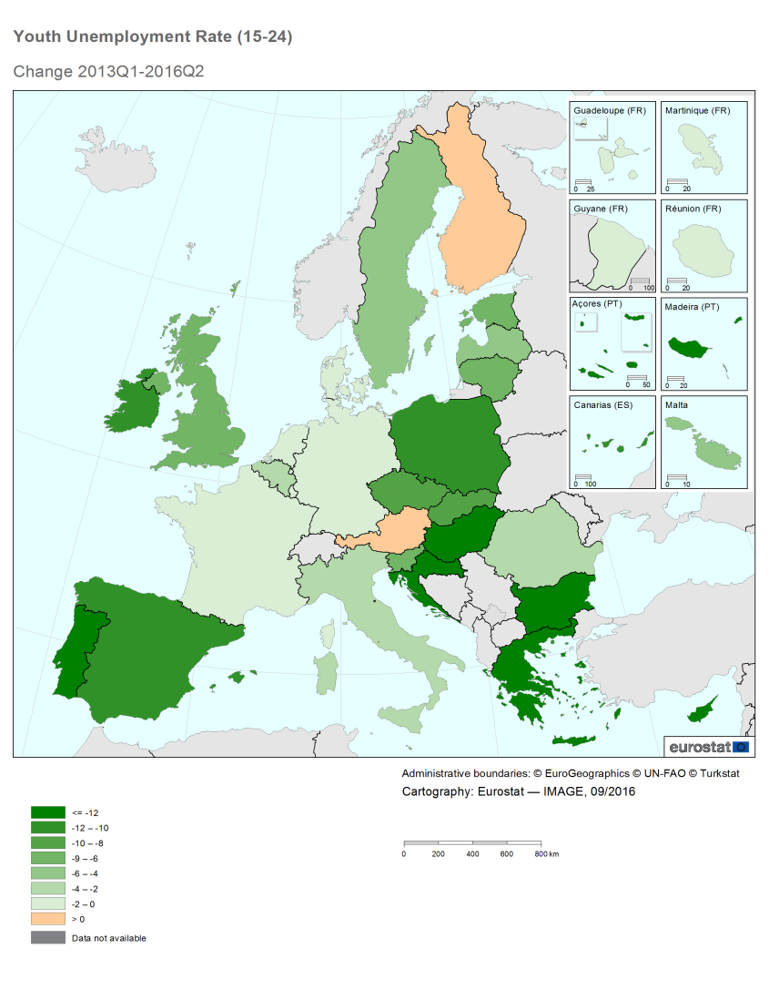 Youth Unemployment Rate (15-24)
Change 2013Q1-2016Q2
Guadeloupe (FR)
0 25
Martinique (FR)
0 20
Guyane (FR)
0 100
Réunion (FR)
0 20
Açores (PT)
0 50
Madeira (PT)
0 20
Canarias (ES)
0 100
Malta
0 10
eurostat
Administrative boundaries: © EuroGeographics © UN-FAO © Turkstat
Cartography: Eurostat — IMAGE, 09/2016
<= -12
-12 – -10
-10 – -8
-9 – -6
-6 – -4
-4 – -2
-2 – 0
> 0
Data not available
0 200 400 600 800 km